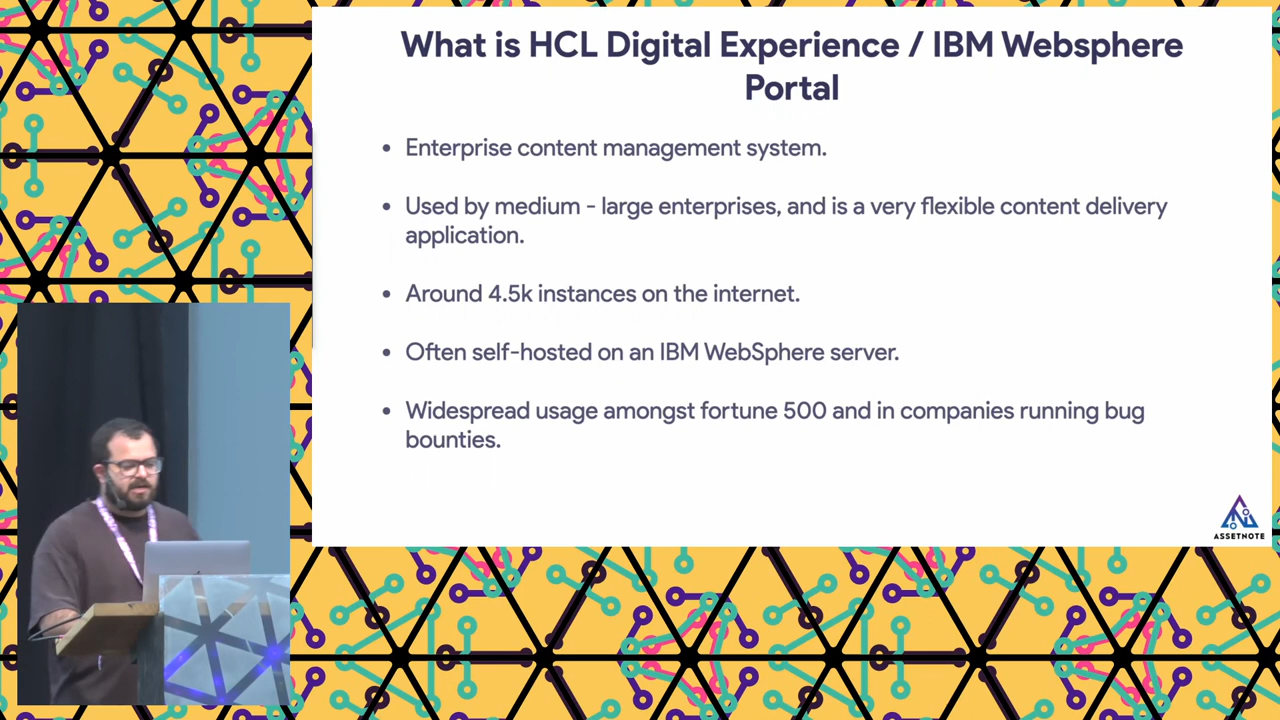 What is HCL Digital Experience / IBM Websphere
Portal
• Enterprise content management system.
• Used by medium - large enterprises, and is a very flexible content delivery
application.
• Around 4.5k instances on the internet.
• Often self-hosted on an IBM WebSphere server.
• Widespread usage amongst fortune 500 and in companies running bug
bounties.
ASSETNOTE